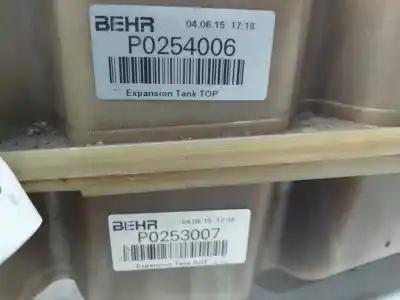 BEHR 04.06.15 17:18
P0254006
Expansion Tank TOP
BEHR 04.06.15 17:18
P0253007
Expansion Tank